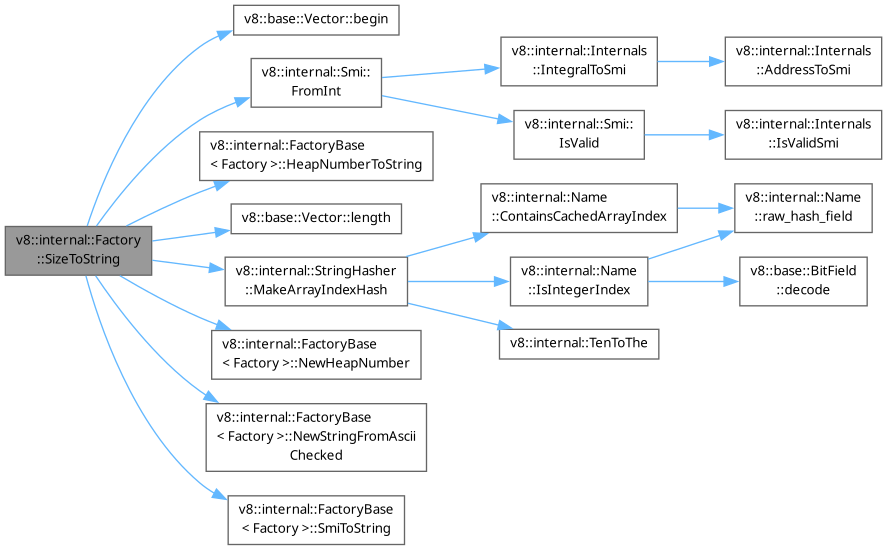 v8::internal::Factory
::SizeToString
v8::base::Vector::begin
v8::internal::Smi::
FromInt
v8::internal::FactoryBase
< Factory >::HeapNumberToString
v8::base::Vector::length
v8::internal::StringHasher
::MakeArrayIndexHash
v8::internal::FactoryBase
< Factory >::NewHeapNumber
v8::internal::FactoryBase
< Factory >::NewStringFromAscii
Checked
v8::internal::FactoryBase
< Factory >::SmiToString
v8::internal::Internals
::IntegralToSmi
v8::internal::Smi::
IsValid
v8::internal::Name
::ContainsCachedArrayIndex
v8::internal::Name
::IsIntegerIndex
v8::internal::TenToThe
v8::internal::Internals
::AddressToSmi
v8::internal::Internals
::IsValidSmi
v8::internal::Name
::raw_hash_field
v8::base::BitField
::decode